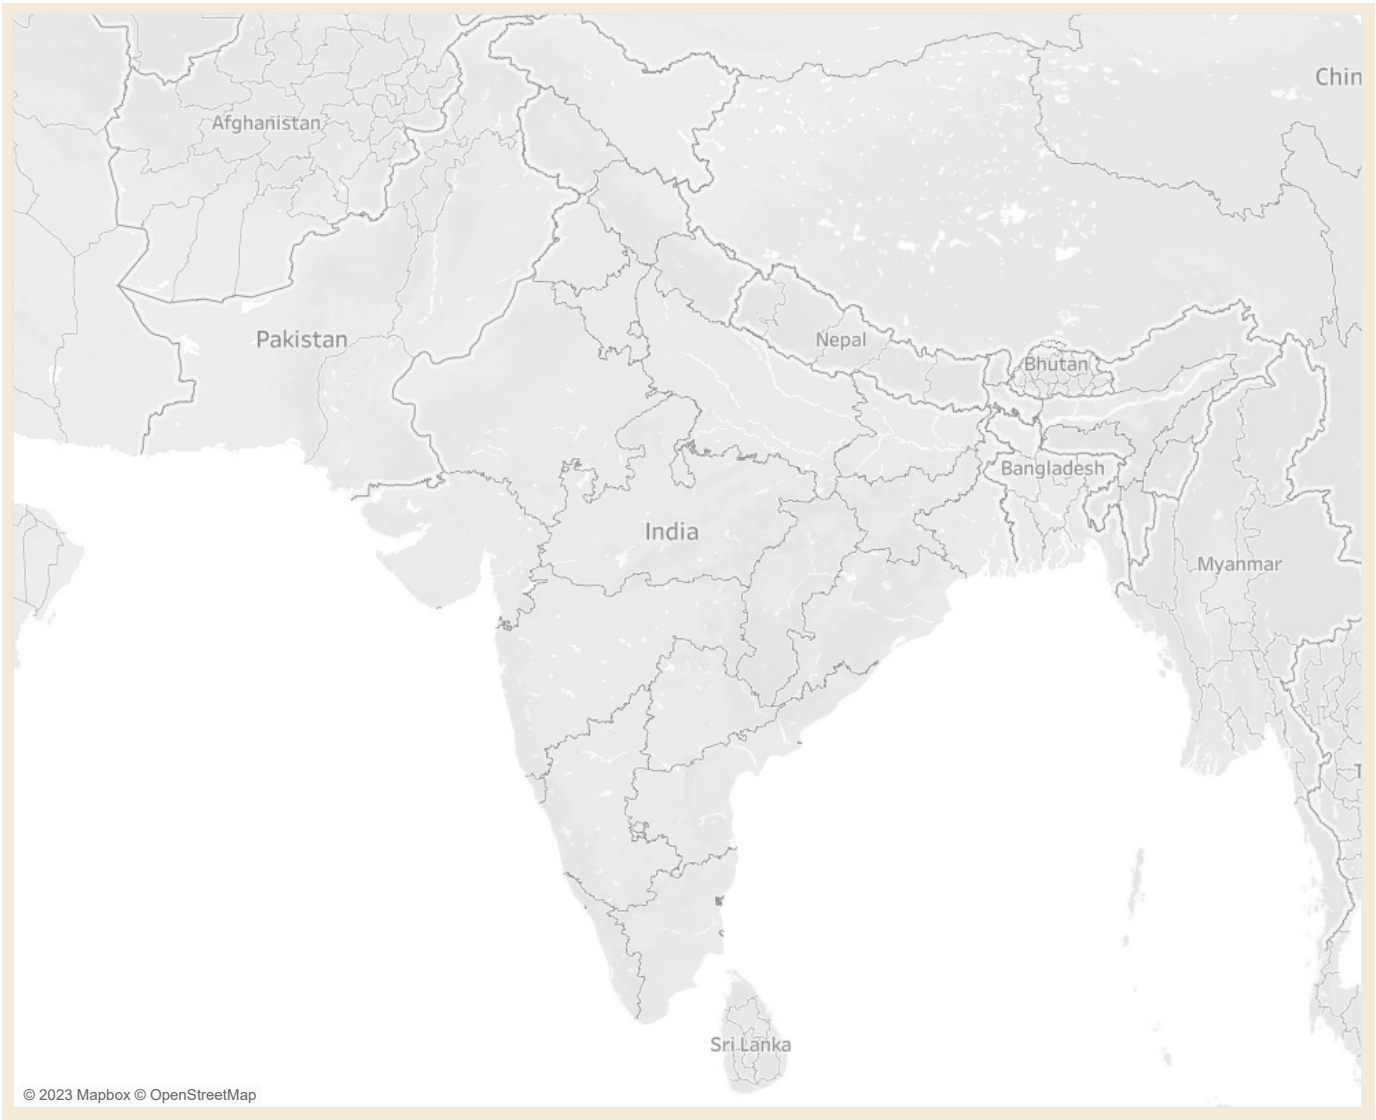 Chin
Afghanistan
Pakistan
Nepal
Bhutan
Bangladesh
India
Myanmar
T
Sri Lanka
© 2023 Mapbox © OpenStreetMap